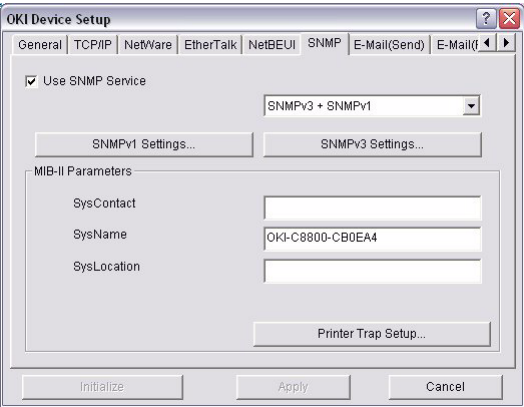 OKI Device Setup
General TCP/IP NetWare EtherTalk NetBEUI SNMP E-Mail(Send)
Use SNMP Service
SNMPv3 + SNMPv1
SNMPv1 Settings... SNMPv3 Settings...
MIB-II Parameters
SysContact
SysName OKI-C8800-CB0EA4
SysLocation
Printer Trap Setup...
Initialize Apply Cancel